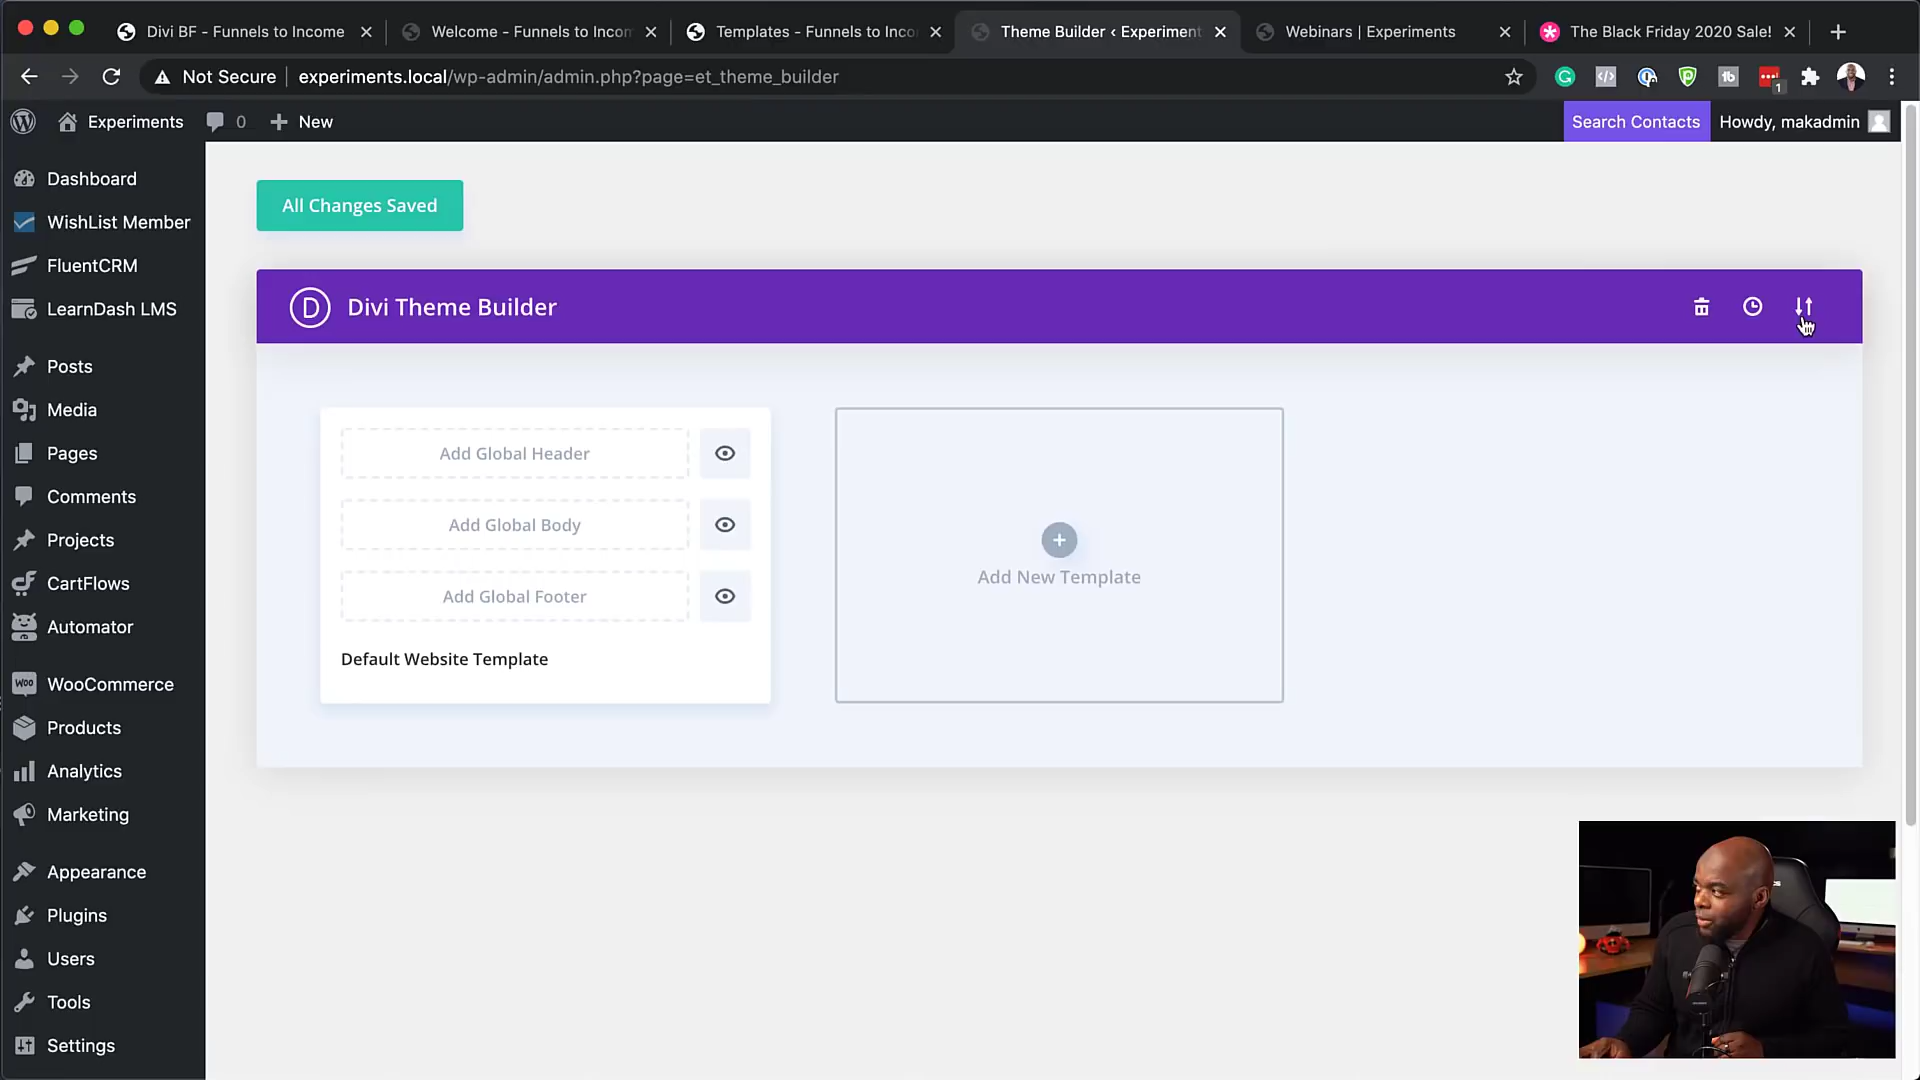 Divi BF - Funnels to Income
Welcome - Funnels to Incom
Templates - Funnels to Inco
Theme Builder ‹ Experiment
Webinars | Experiments
The Black Friday 2020 Sale!
Not Secure
experiments.local/wp-admin/admin.php?page=et_theme_builder
1
Experiments
0
New
Search Contacts
Howdy, makadmin
Dashboard
WishList Member
FluentCRM
LearnDash LMS
Posts
Media
Pages
Comments
Projects
CartFlows
Automator
WooCommerce
Products
Analytics
Marketing
Appearance
Plugins
Users
Tools
Settings
All Changes Saved
D
Divi Theme Builder
Add Global Header
Add Global Body
Add Global Footer
Default Website Template
Add New Template